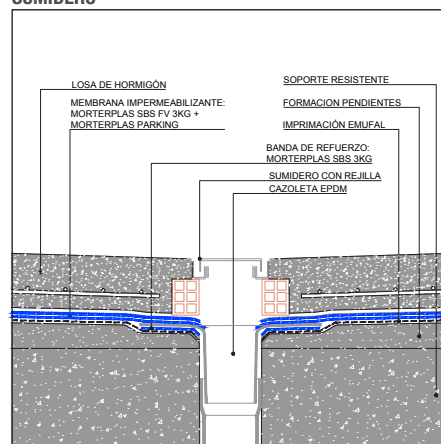 SUMIDERO
LOSA DE HORMIGÓN
MEMBRANA IMPERMEABILIZANTE:
MORTERPLAS SBS FV 3KG +
MORTERPLAS PARKING
SOPORTE RESISTENTE
FORMACION PENDIENTES
IMPRIMACIÓN EMUFAL
BANDA DE REFUERZO:
MORTERPLAS SBS 3KG
SUMIDERO CON REJILLA
CAZOLETA EPDM